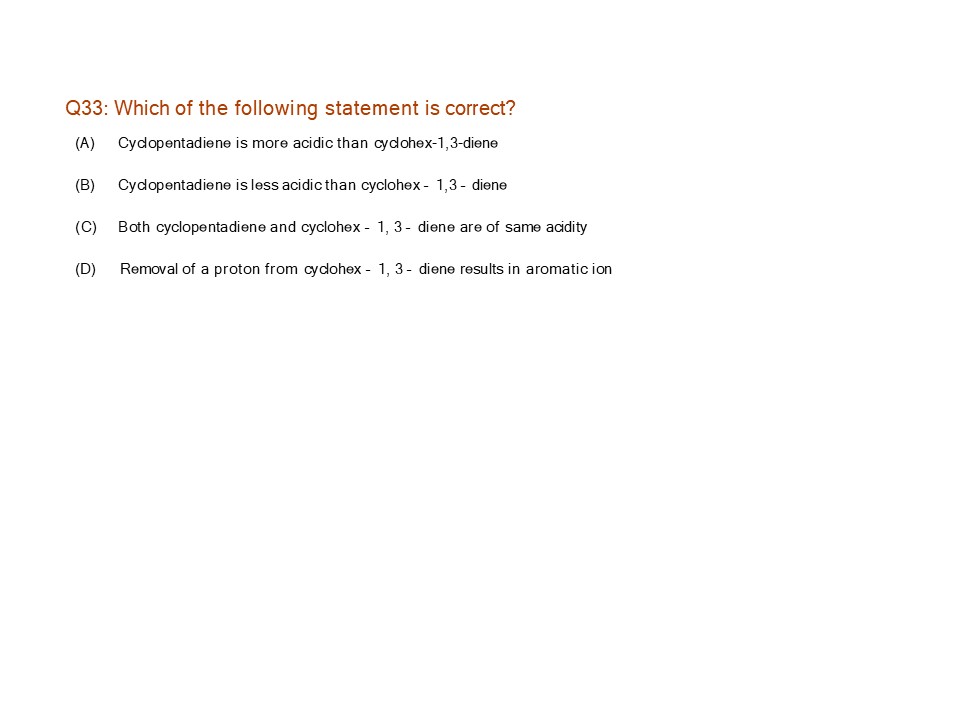 Q33: Which of the following statement is correct?
(A) Cyclopentadiene is more acidic than cyclohex-1,3-diene
(B) Cyclopentadiene is less acidic than cyclohex - 1,3 - diene
(C) Both cyclopentadiene and cyclohex - 1, 3 - diene are of same acidity
(D) Removal of a proton from cyclohex - 1, 3 - diene results in aromatic ion